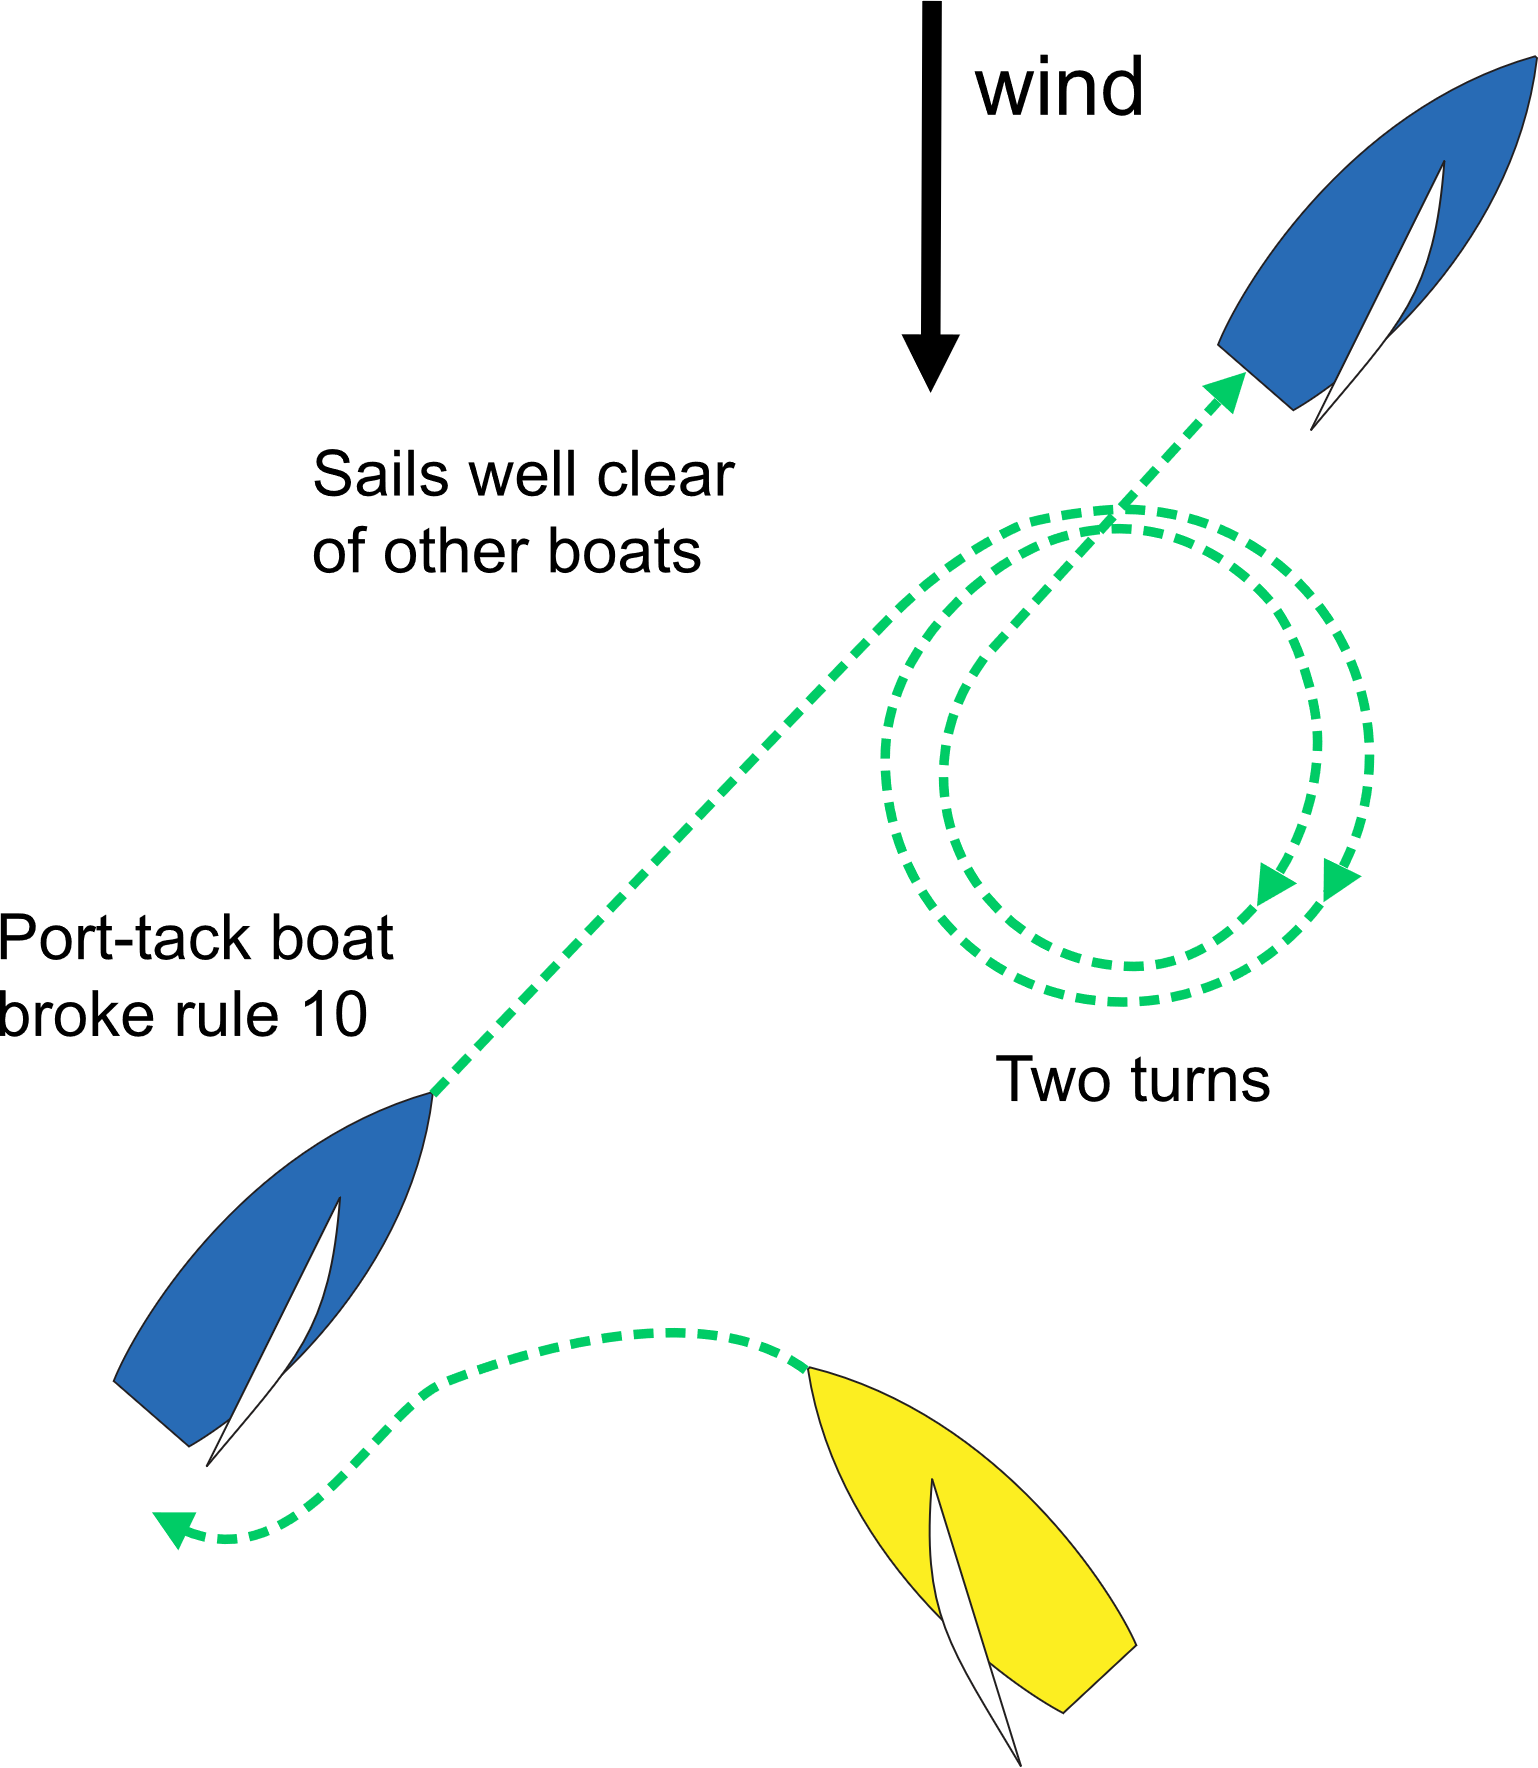 wind
Sails well clear
of other boats
Port-tack boat
broke rule 10
Two turns